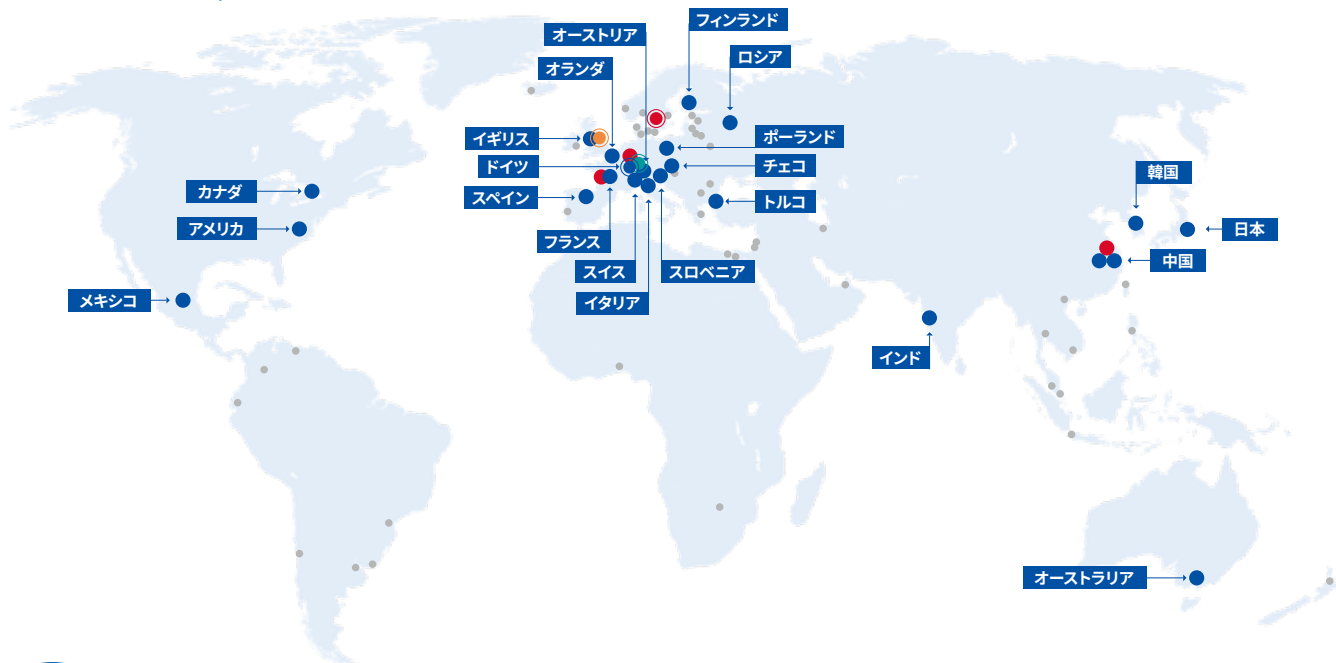 フィンランド
オーストリア
ロシア
オランダ
イギリス
ポーランド
ドイツ
チェコ
韓国
カナダ
スペイン
トルコ
アメリカ
日本
フランス
中国
スイス
スロベニア
メキシコ
イタリア
インド
オーストラリア